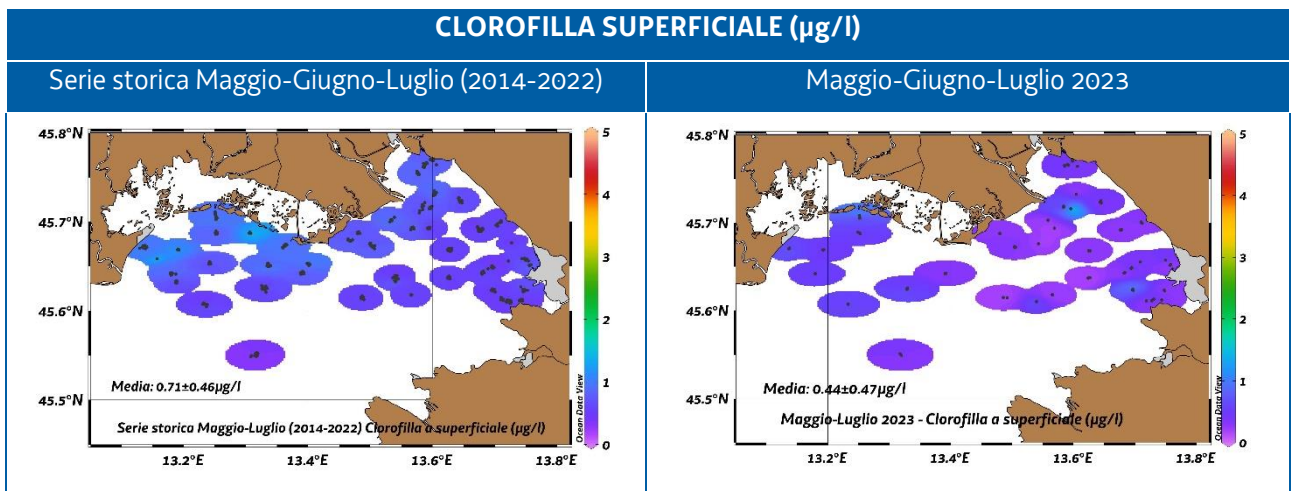 CLOROFILLA SUPERFICIALE (µg/l)
Serie storica Maggio-Giugno-Luglio (2014-2022)
Maggio-Giugno-Luglio 2023
45.8°N
45.7°N
45.6°N
45.5°N
13.2°E
13.4°E
13.6°E
13.8°E
5
4
3
2
1
0
Ocean Data View
Media: 0.71±0.46µg/l
Serie storica Maggio-Luglio (2014-2022) Clorofilla a superficiale (µg/l)
45.8°N
45.7°N
45.6°N
45.5°N
13.2°E
13.4°E
13.6°E
13.8°E
5
4
3
2
1
0
Ocean Data View
Media: 0.44±0.47µg/l
Maggio-Luglio 2023 - Clorofilla a superficiale (µg/l)